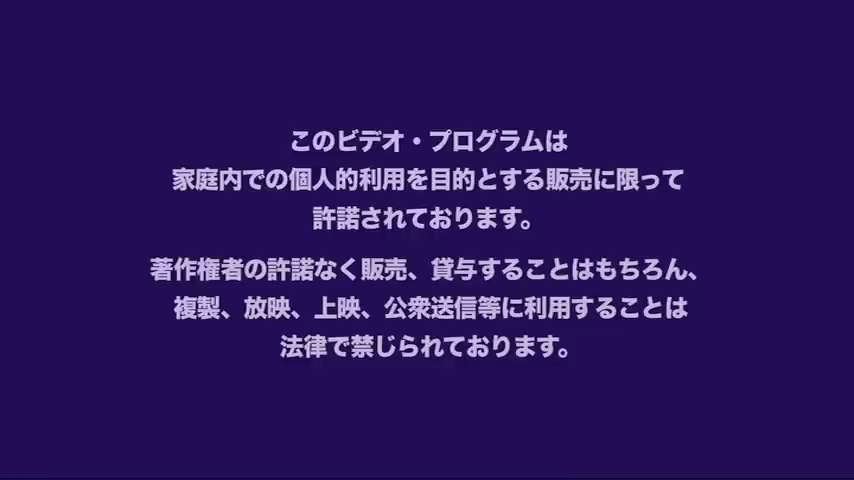 このビデオ・プログラムは
家庭内での個人的利用を目的とする販売に限って
許諾されております。
著作権者の許諾なく販売、貸与することはもちろん、
複製、放映、上映、公衆送信等に利用することは
法律で禁じられております。